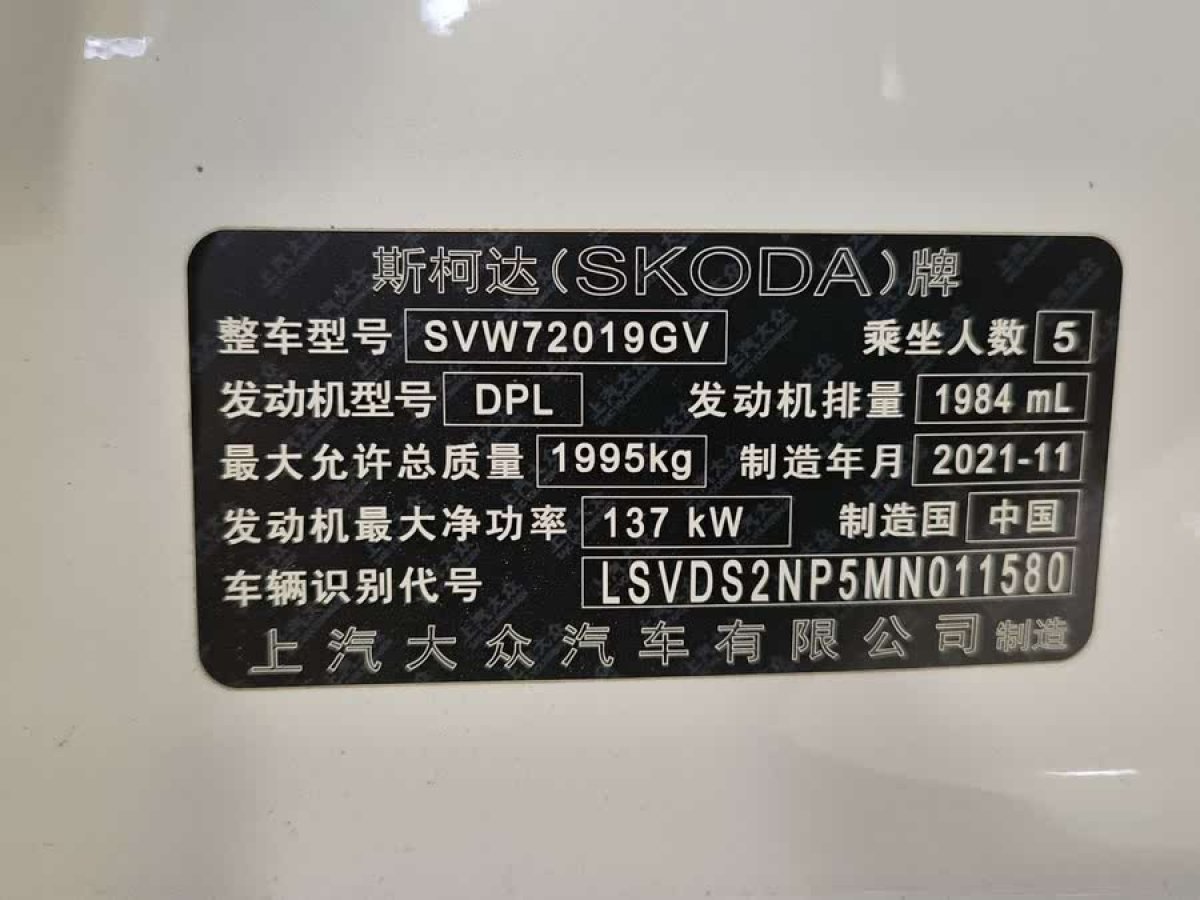 斯柯达(SKODA)牌
整车型号 SVW72019GV 乘坐人数 5
发动机型号 DPL 发动机排量 1984 mL
最大允许总质量 1995kg 制造年月 2021-11
发动机最大净功率 137 kW 制造国 中国
车辆识别代号 LSVDS2NP5MN011580
上汽大众汽车有限公司 制造